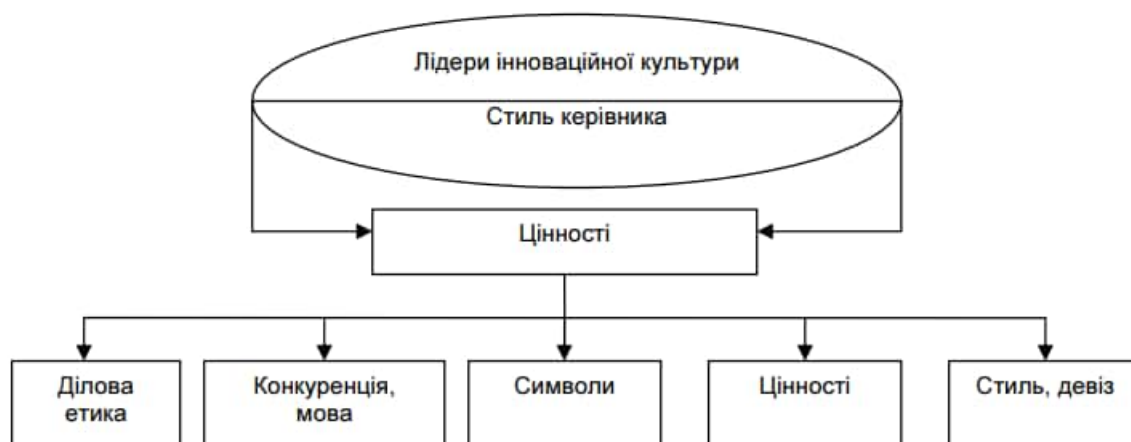 Лідери інноваційної культури
Стиль керівника
Цінності
Ділова
етика
Конкуренція,
мова
Символи
Цінності
Стиль, девіз